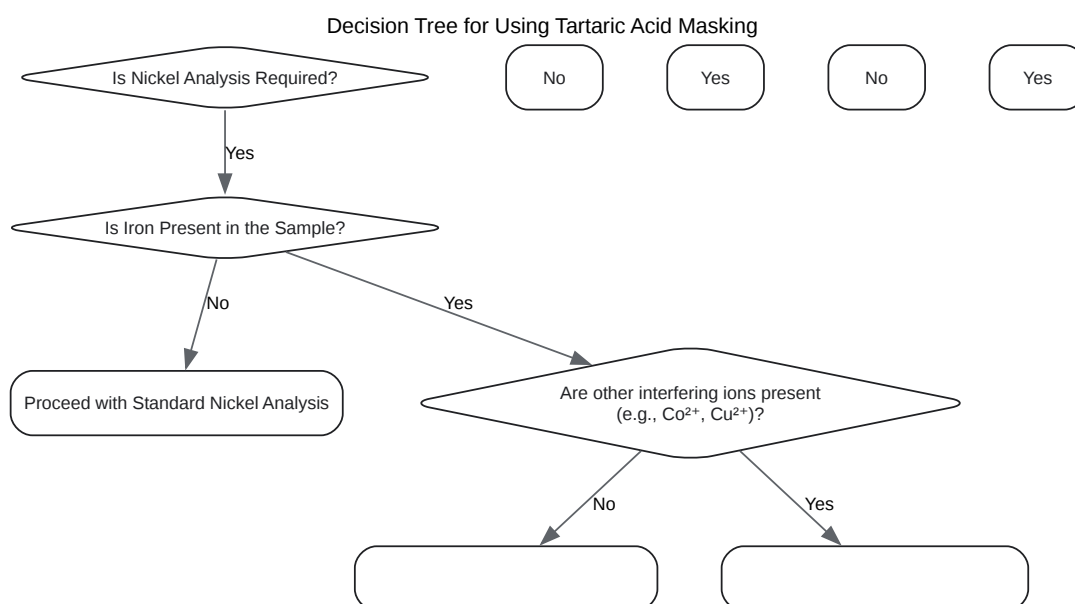 Decision Tree for Using Tartaric Acid Masking
Is Nickel Analysis Required?
No
Yes
No
Yes
Yes
Is Iron Present in the Sample?
No
Yes
Proceed with Standard Nickel Analysis
Are other interfering ions present
(e.g., Co²⁺, Cu²⁺)?
No
Yes